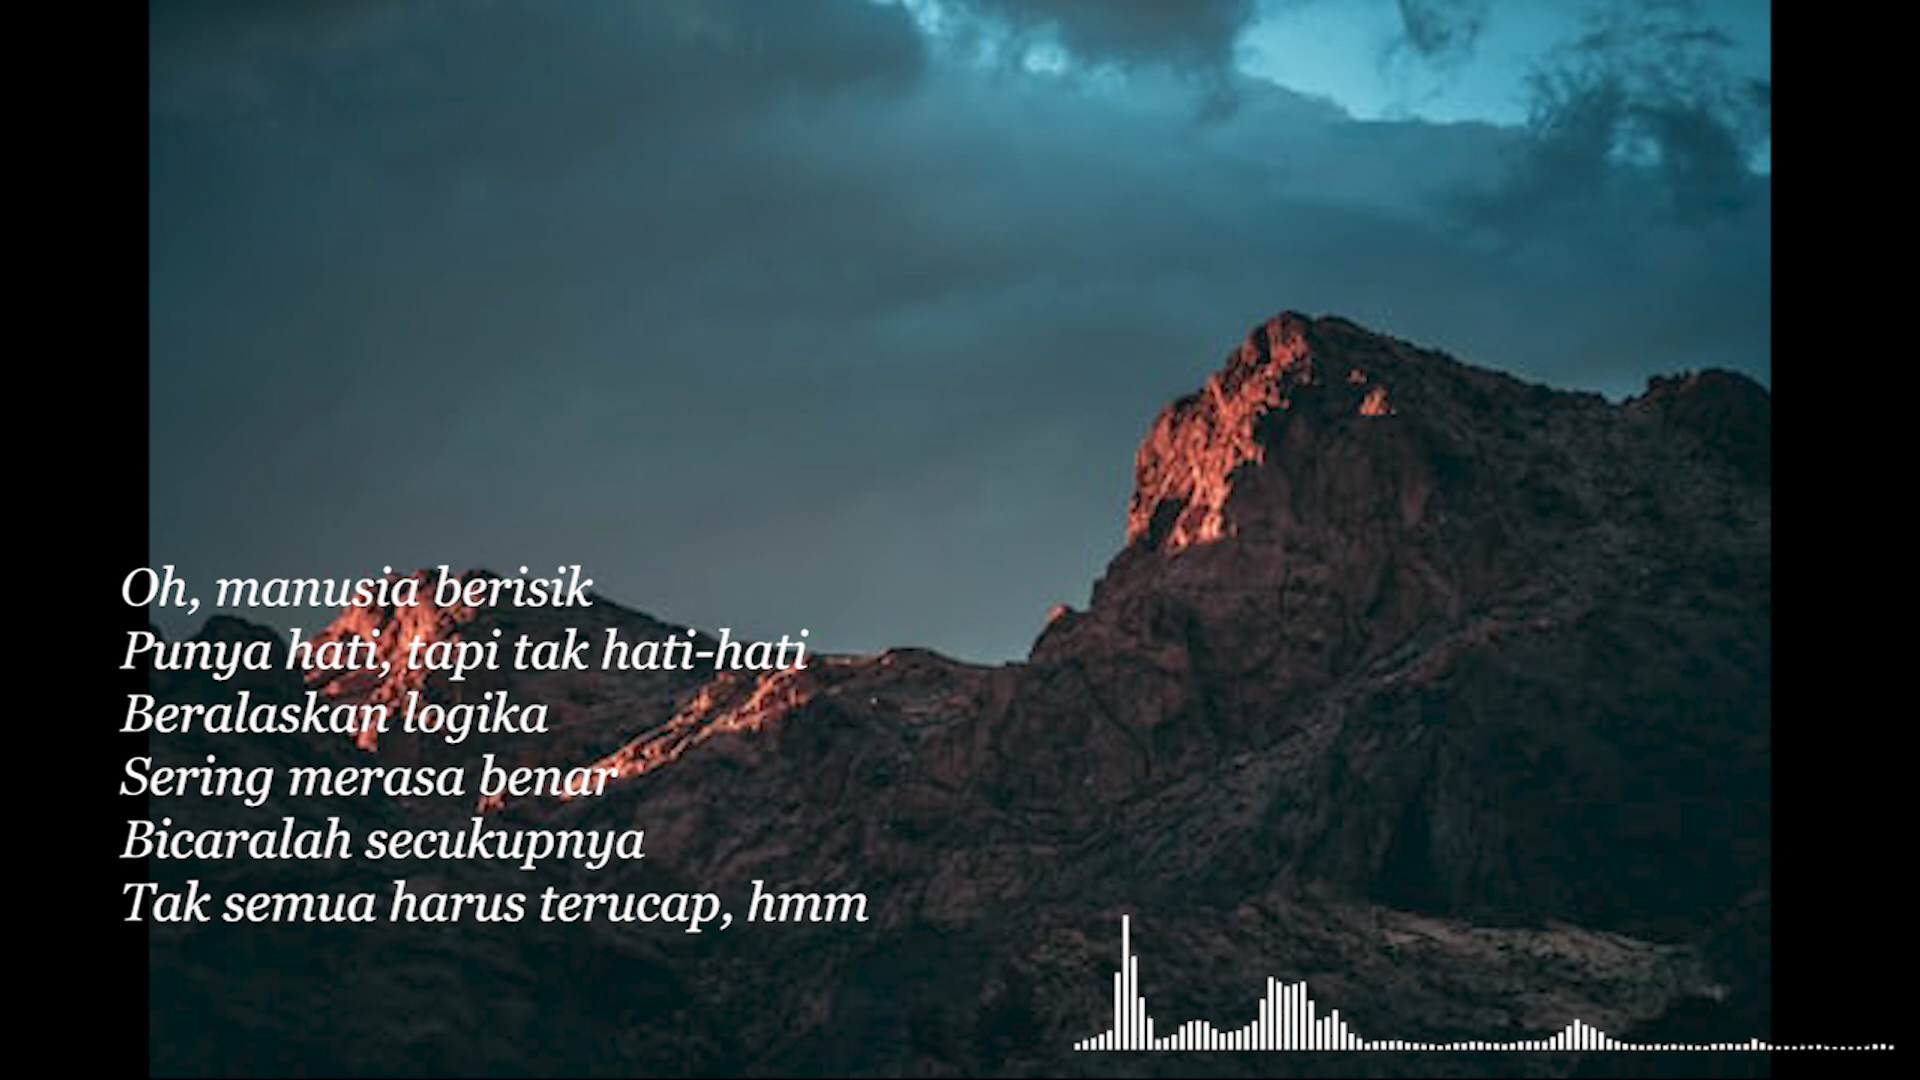 Oh, manusia berisik
Punya hati, tapi tak hati-hati
Beralaskan logika
Sering merasa benar
Bicaralah secukupnya
Tak semua harus terucap, hmm